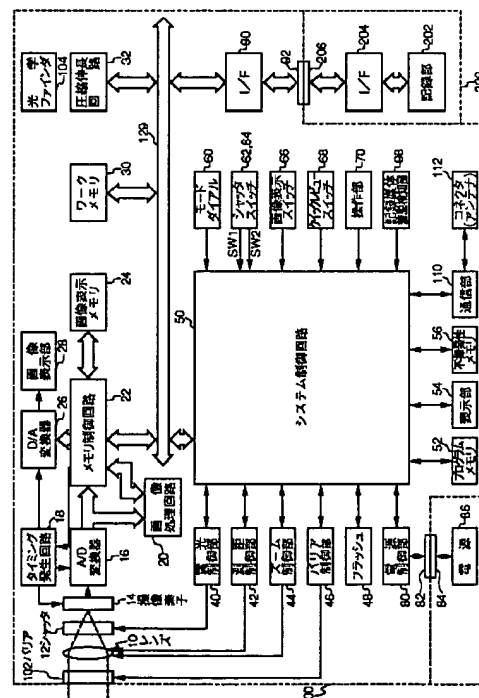 光学
ファインダ
104
圧縮伸長
回路
32
ワーク
メモリ
30
129
90
I/F
92
206
204
I/F
202
記録部
画像表示
メモリ
24
画像
表示部
28
D/A
変換器
26
22
メモリ制御回路
画像
処理回路
20
タイミング
発生回路
18
A/D
変換器
16
14
撮像素子
12シャッタ
10レンズ
102バリア
50
システム制御回路
モード
ダイアル
60
シャッタ
スイッチ
62,64
SW1
SW2
画像表示
スイッチ
66
クイックレビュー
スイッチ
68
操作部
70
98
コネクタ
(アンテナ)
112
通信部
110
不揮発性
メモリ
56
表示部
54
プログラム
メモリ
52
露光
制御部
40
測距
制御部
42
ズーム
制御部
44
バリア
制御部
46
フラッシュ
48
電源
制御部
80
82
84
電源
86